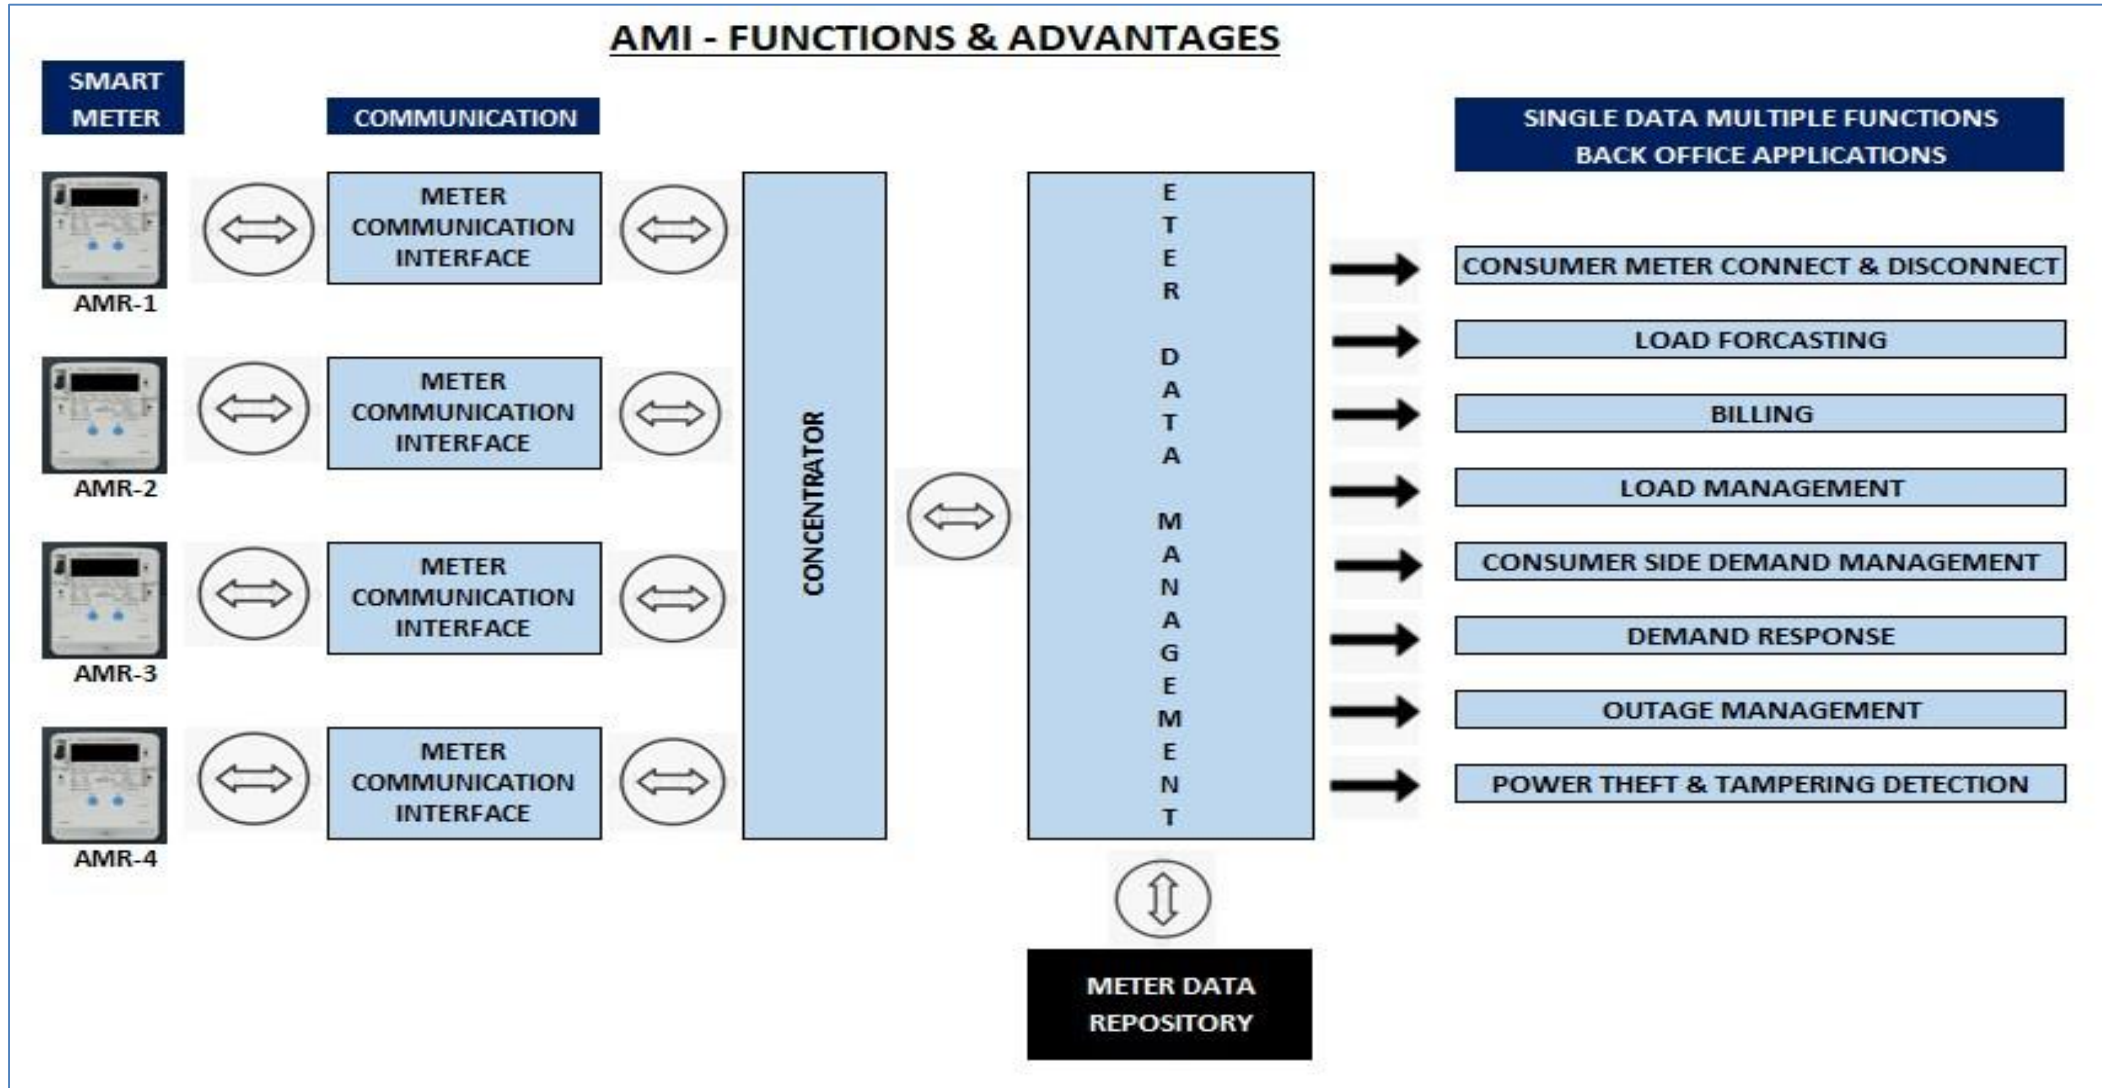 AMI - FUNCTIONS & ADVANTAGES
SMART
METER
COMMUNICATION
SINGLE DATA MULTIPLE FUNCTIONS
BACK OFFICE APPLICATIONS
AMR-1
METER
COMMUNICATION
INTERFACE
AMR-2
METER
COMMUNICATION
INTERFACE
AMR-3
METER
COMMUNICATION
INTERFACE
AMR-4
METER
COMMUNICATION
INTERFACE
CONCENTRATOR
ETER DATA MANAGEMENT
CONSUMER METER CONNECT & DISCONNECT
LOAD FORCASTING
BILLING
LOAD MANAGEMENT
CONSUMER SIDE DEMAND MANAGEMENT
DEMAND RESPONSE
OUTAGE MANAGEMENT
POWER THEFT & TAMPERING DETECTION
METER DATA
REPOSITORY